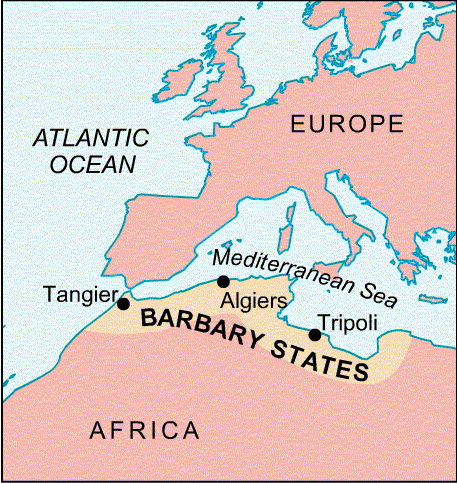 EUROPE
ATLANTIC
OCEAN
Mediterranean Sea
Tangier
Algiers
Tripoli
BARBARY STATES
AFRICA